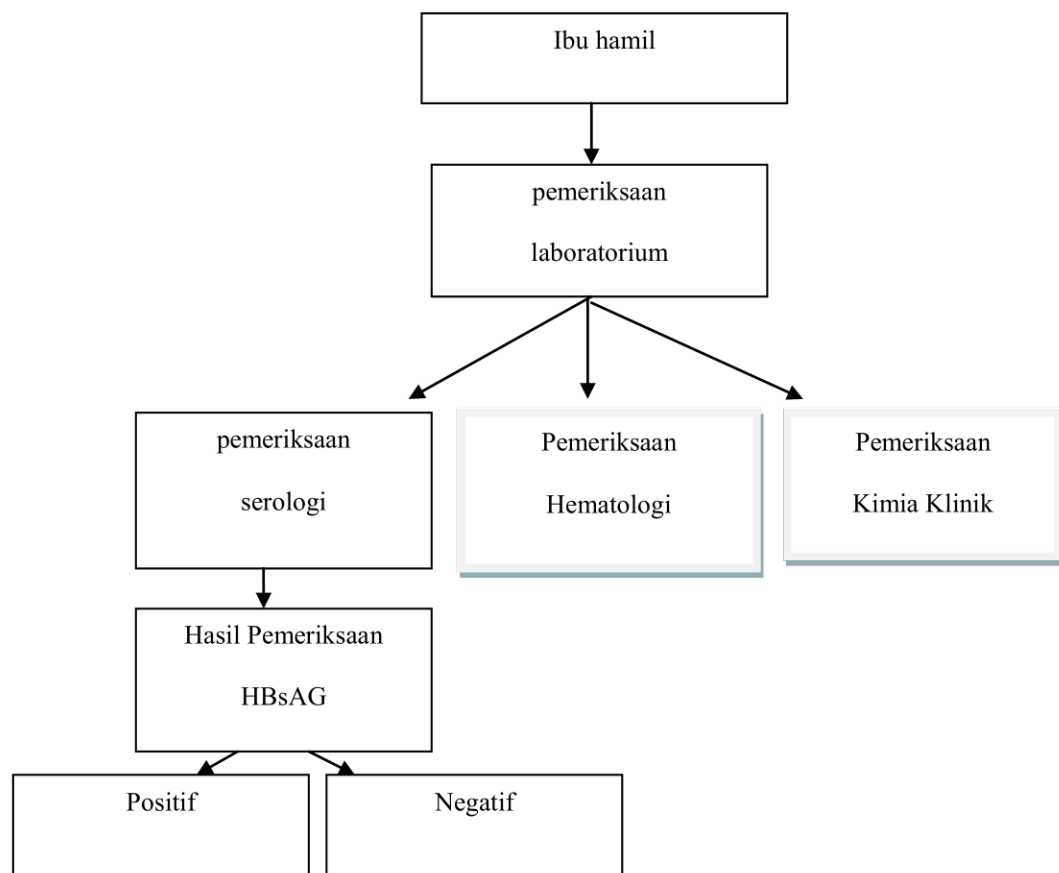 Ibu hamil
pemeriksaan
laboratorium
pemeriksaan
serologi
Pemeriksaan
Hematologi
Pemeriksaan
Kimia Klinik
Hasil Pemeriksaan
HBsAG
Positif
Negatif